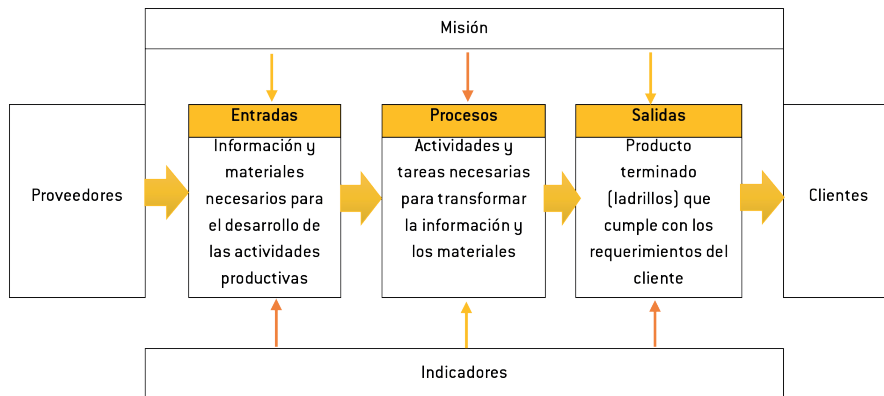 Misión
Proveedores
Entradas
Información y
materiales
necesarios para
el desarrollo de
las actividades
productivas
Procesos
Actividades y
tareas necesarias
para transformar
la información y
los materiales
Salidas
Producto
terminado
(ladrillos) que
cumple con los
requerimientos del
cliente
Clientes
Indicadores